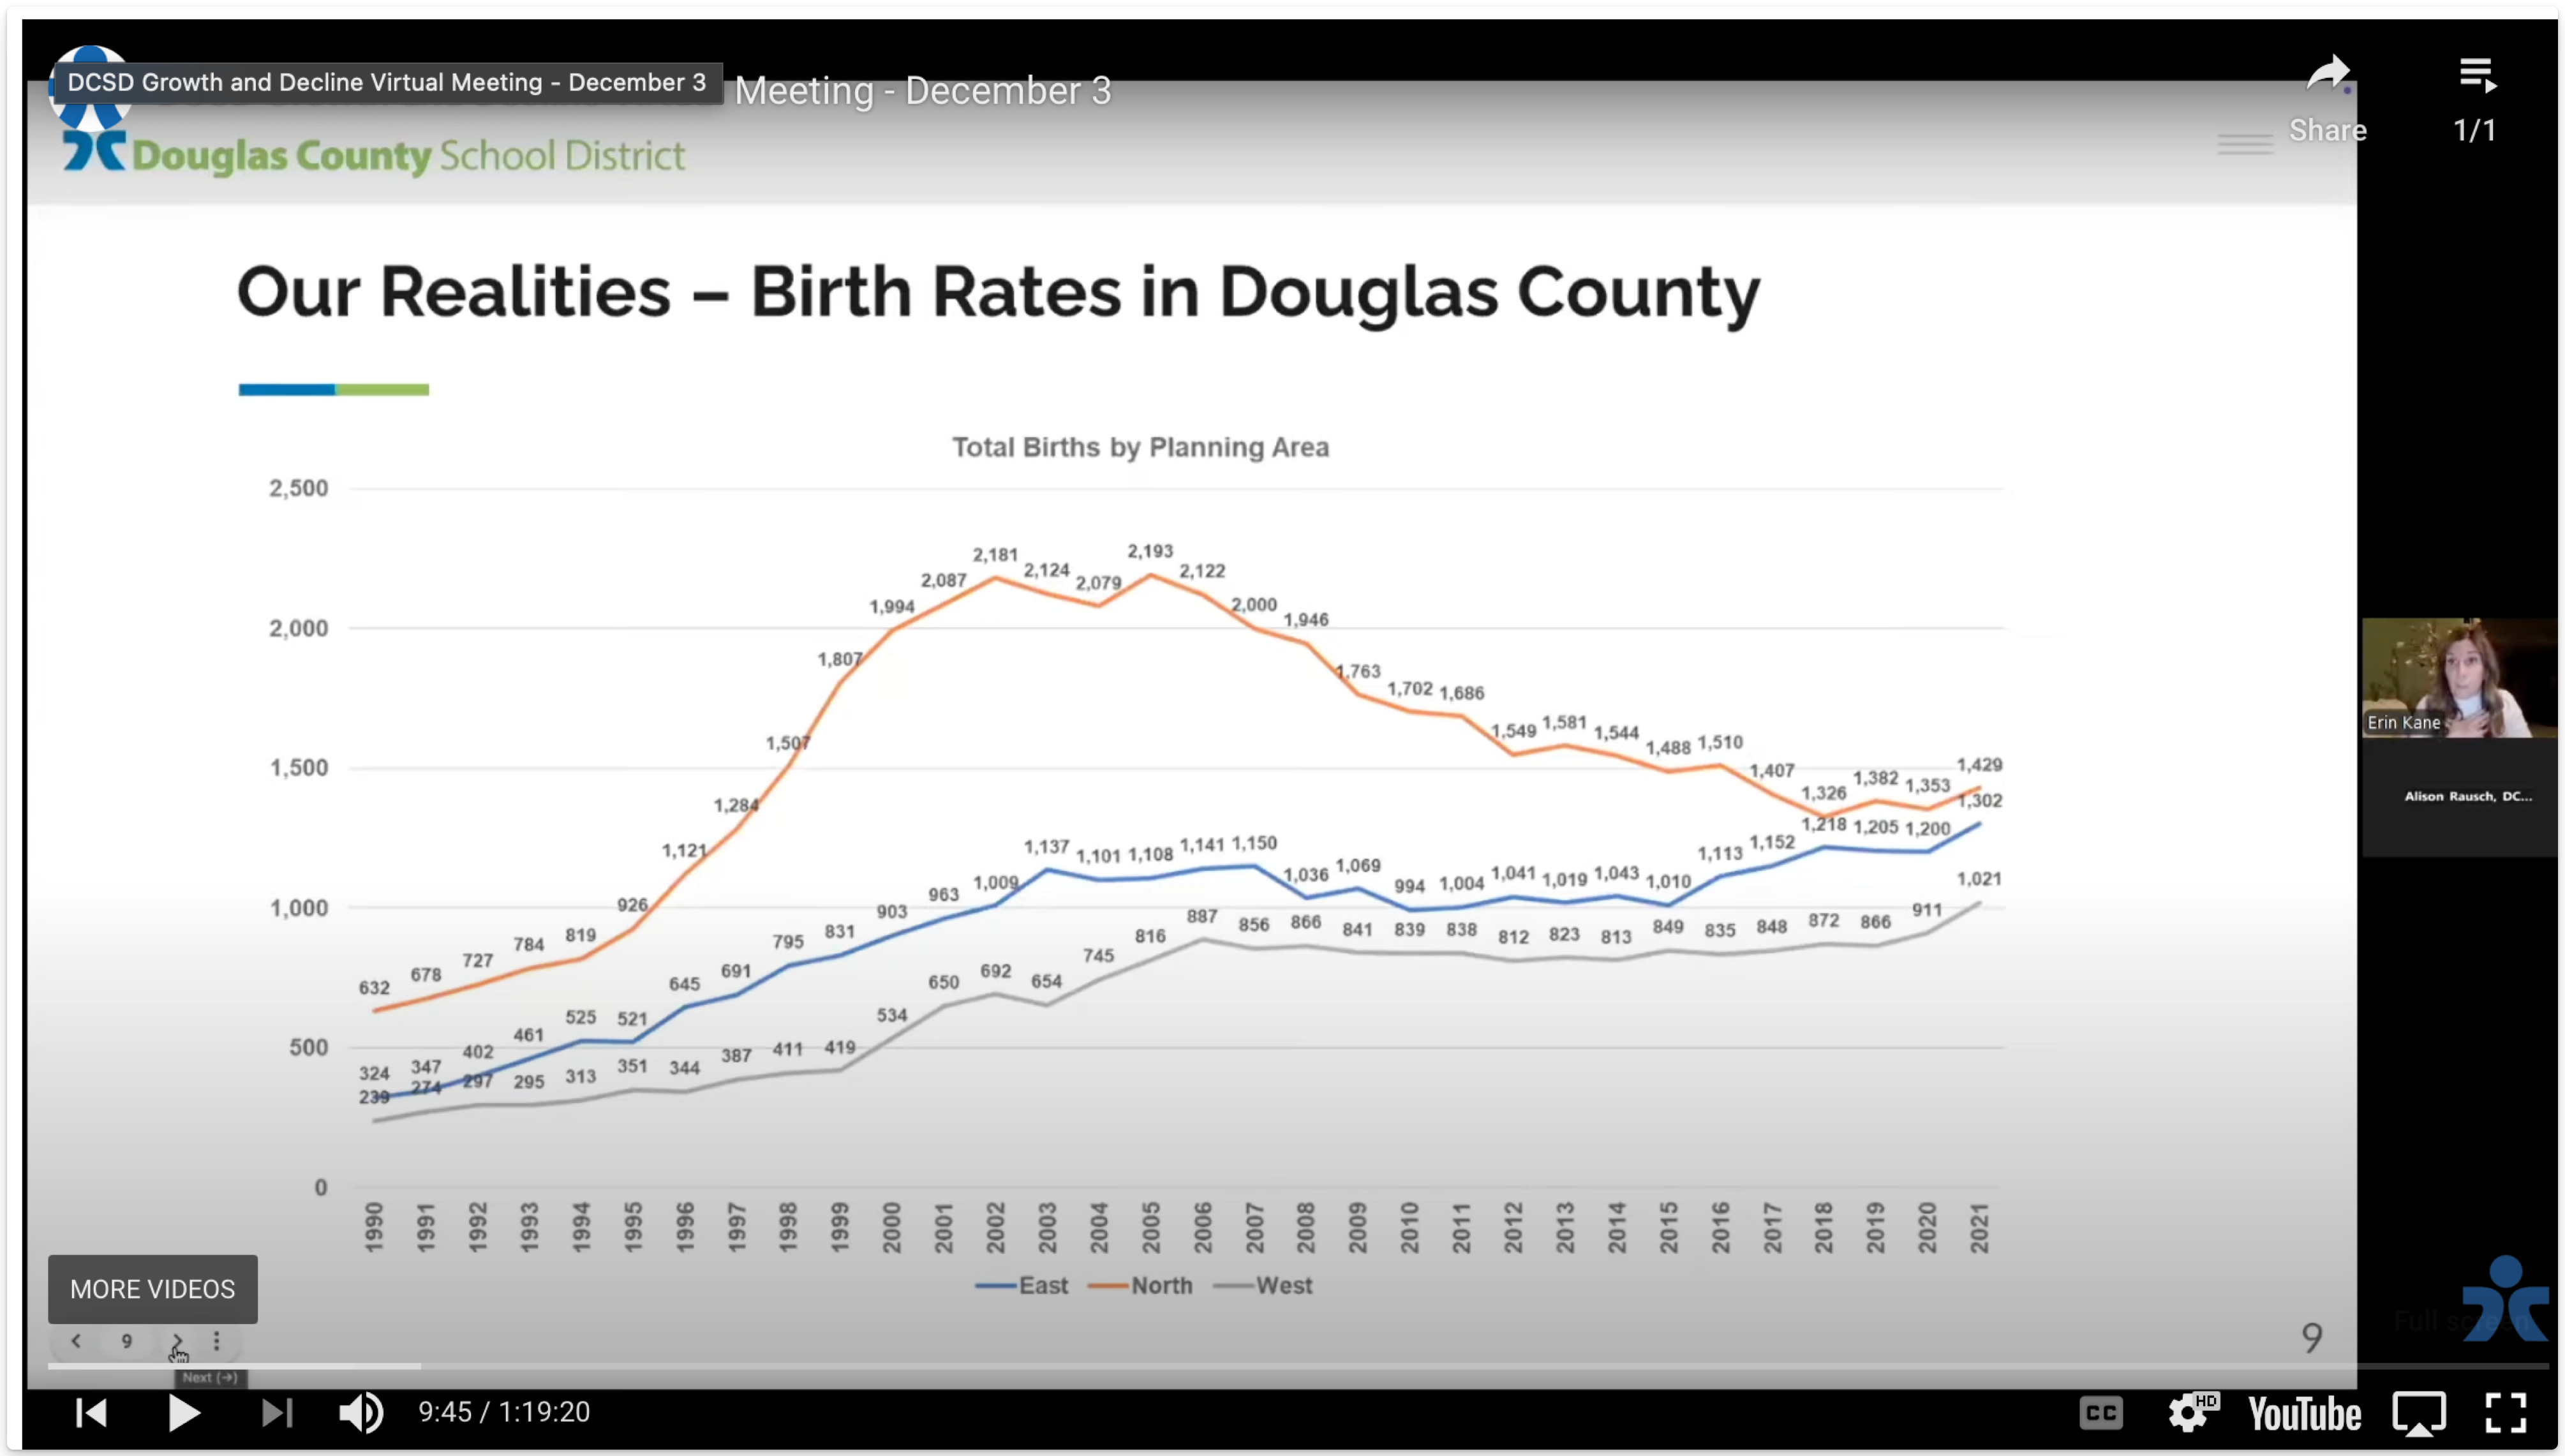 DCSD Growth and Decline Virtual Meeting - December 3
Meeting - December 3
Share
1/1
Douglas County School District
Our Realities – Birth Rates in Douglas County
Total Births by Planning Area
2,500
2,000
1,500
1,000
500
0
632 678 727 784 819 926 1,121 1,284 1,507 1,807 1,994 2,087 2,181 2,124 2,079 2,193 2,122 2,000 1,946 1,763 1,702 1,686 1,549 1,581 1,544 1,488 1,510 1,407 1,326 1,382 1,353 1,429
324 347 402 461 525 521 645 691 795 831 903 963 1,009 1,137 1,101 1,108 1,141 1,150 1,036 1,069 994 1,004 1,041 1,019 1,043 1,010 1,113 1,152 1,218 1,205 1,200 1,302
239 274 297 295 313 351 344 387 411 419 534 650 692 654 745 816 887 856 866 841 839 838 812 823 813 849 835 848 872 866 911 1,021
1990 1991 1992 1993 1994 1995 1996 1997 1998 1999 2000 2001 2002 2003 2004 2005 2006 2007 2008 2009 2010 2011 2012 2013 2014 2015 2016 2017 2018 2019 2020 2021
East North West
Erin Kane
Alison Rausch, DC...
MORE VIDEOS
9
9
Full screen
Next (→)
9:45 / 1:19:20
CC
HD
YouTube